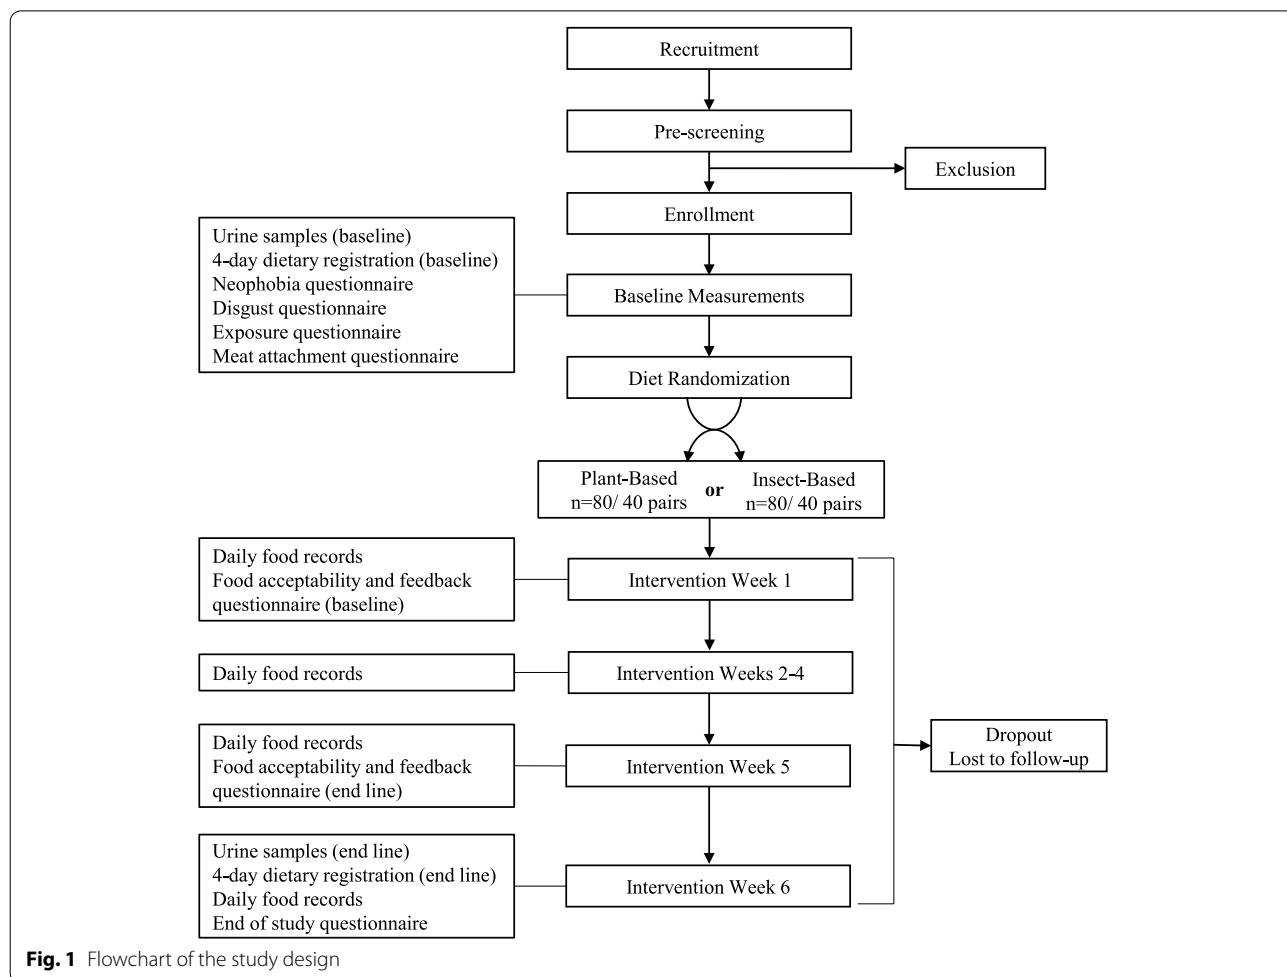 Recruitment
Pre-screening
Exclusion
Enrollment
Urine samples (baseline)
4-day dietary registration (baseline)
Neophobia questionnaire
Disgust questionnaire
Exposure questionnaire
Meat attachment questionnaire
Baseline Measurements
Diet Randomization
Plant-Based
n=80/ 40 pairs
or
Insect-Based
n=80/ 40 pairs
Daily food records
Food acceptability and feedback
questionnaire (baseline)
Intervention Week 1
Daily food records
Intervention Weeks 2-4
Daily food records
Food acceptability and feedback
questionnaire (end line)
Intervention Week 5
Dropout
Lost to follow-up
Urine samples (end line)
4-day dietary registration (end line)
Daily food records
End of study questionnaire
Intervention Week 6
Fig. 1 Flowchart of the study design